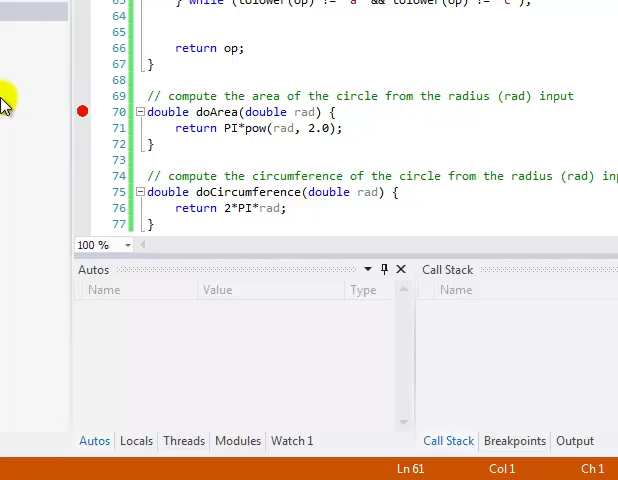 63 } while (tolower(op) != 'a' && tolower(op) != 'c');
64
65
66 return op;
67 }
68
69 // compute the area of the circle from the radius (rad) input
70 double doArea(double rad) {
71 return PI*pow(rad, 2.0);
72 }
73
74 // compute the circumference of the circle from the radius (rad)
75 double doCircumference(double rad) {
76 return 2*PI*rad;
77 }
100 %
Autos Call Stack
Name Value Type Name
Autos Locals Threads Modules Watch 1 Call Stack Breakpoints Output
Ln 61 Col 1 Ch 1